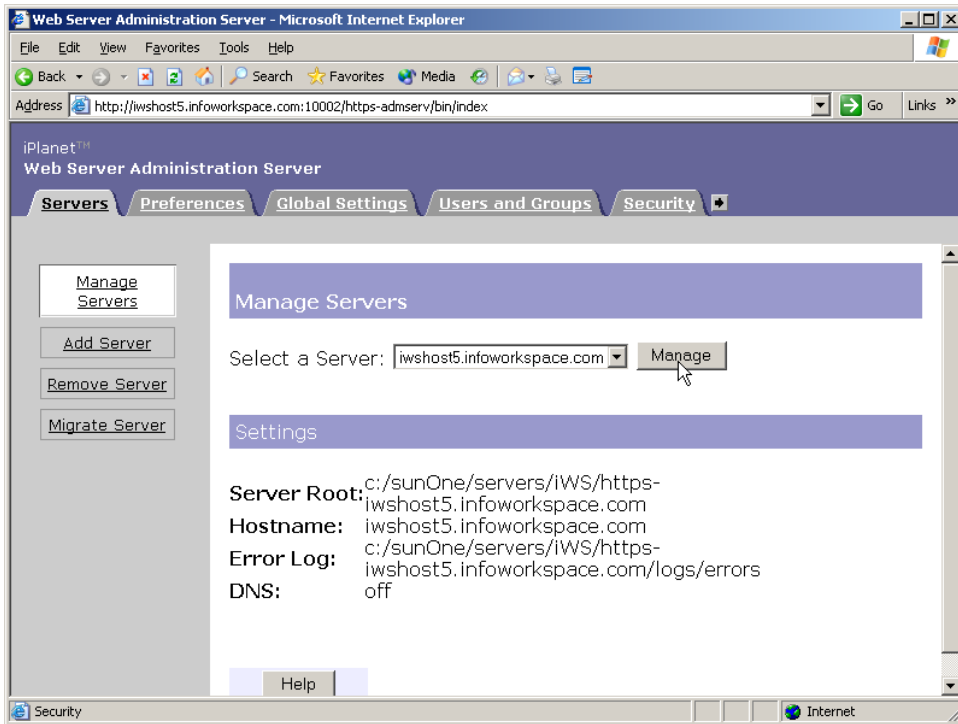 Web Server Administration Server - Microsoft Internet Explorer
File Edit View Favorites Tools Help
Back Search Favorites Media
Address http://iwshost5.infoworkspace.com:10002/https-admserv/bin/index Go Links »
iPlanet™
Web Server Administration Server
Servers Preferences Global Settings Users and Groups Security
Manage
Servers
Add Server
Remove Server
Migrate Server
Manage Servers
Select a Server: iwshost5.infoworkspace.com Manage
Settings
Server Root: c:/sunOne/servers/iWS/https-
iwshost5.infoworkspace.com
Hostname: iwshost5.infoworkspace.com
Error Log: c:/sunOne/servers/iWS/https-
iwshost5.infoworkspace.com/logs/errors
DNS: off
Help
Security Internet